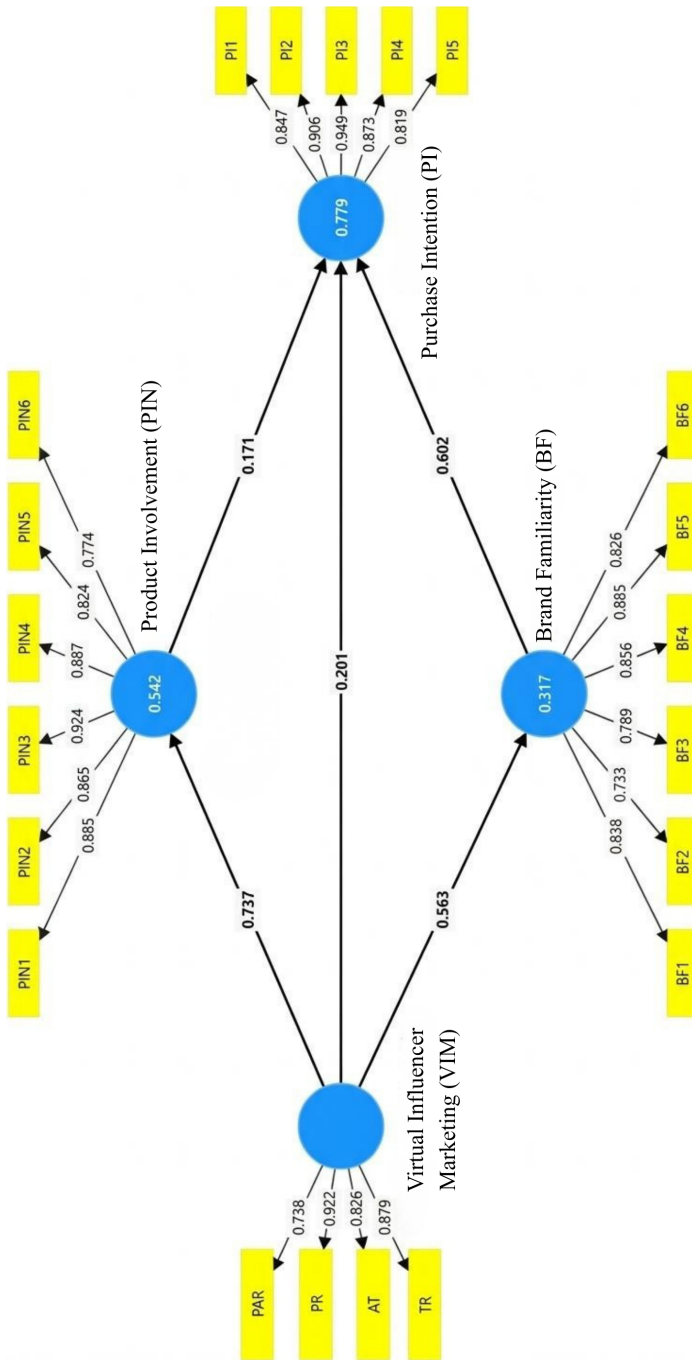 PIN1
PIN2
PIN3
PIN4
PIN5
PIN6
0.885
0.865
0.924
0.887
0.824
0.774
0.542
Product Involvement (PIN)
0.737
0.171
PAR
PR
AT
TR
0.738
0.922
0.826
0.879
Virtual Influencer
Marketing (VIM)
0.201
0.779
Purchase Intention (PI)
0.847
0.906
0.949
0.873
0.819
PI1
PI2
PI3
PI4
PI5
0.563
0.602
0.317
Brand Familiarity (BF)
0.838
0.733
0.789
0.856
0.885
0.826
BF1
BF2
BF3
BF4
BF5
BF6